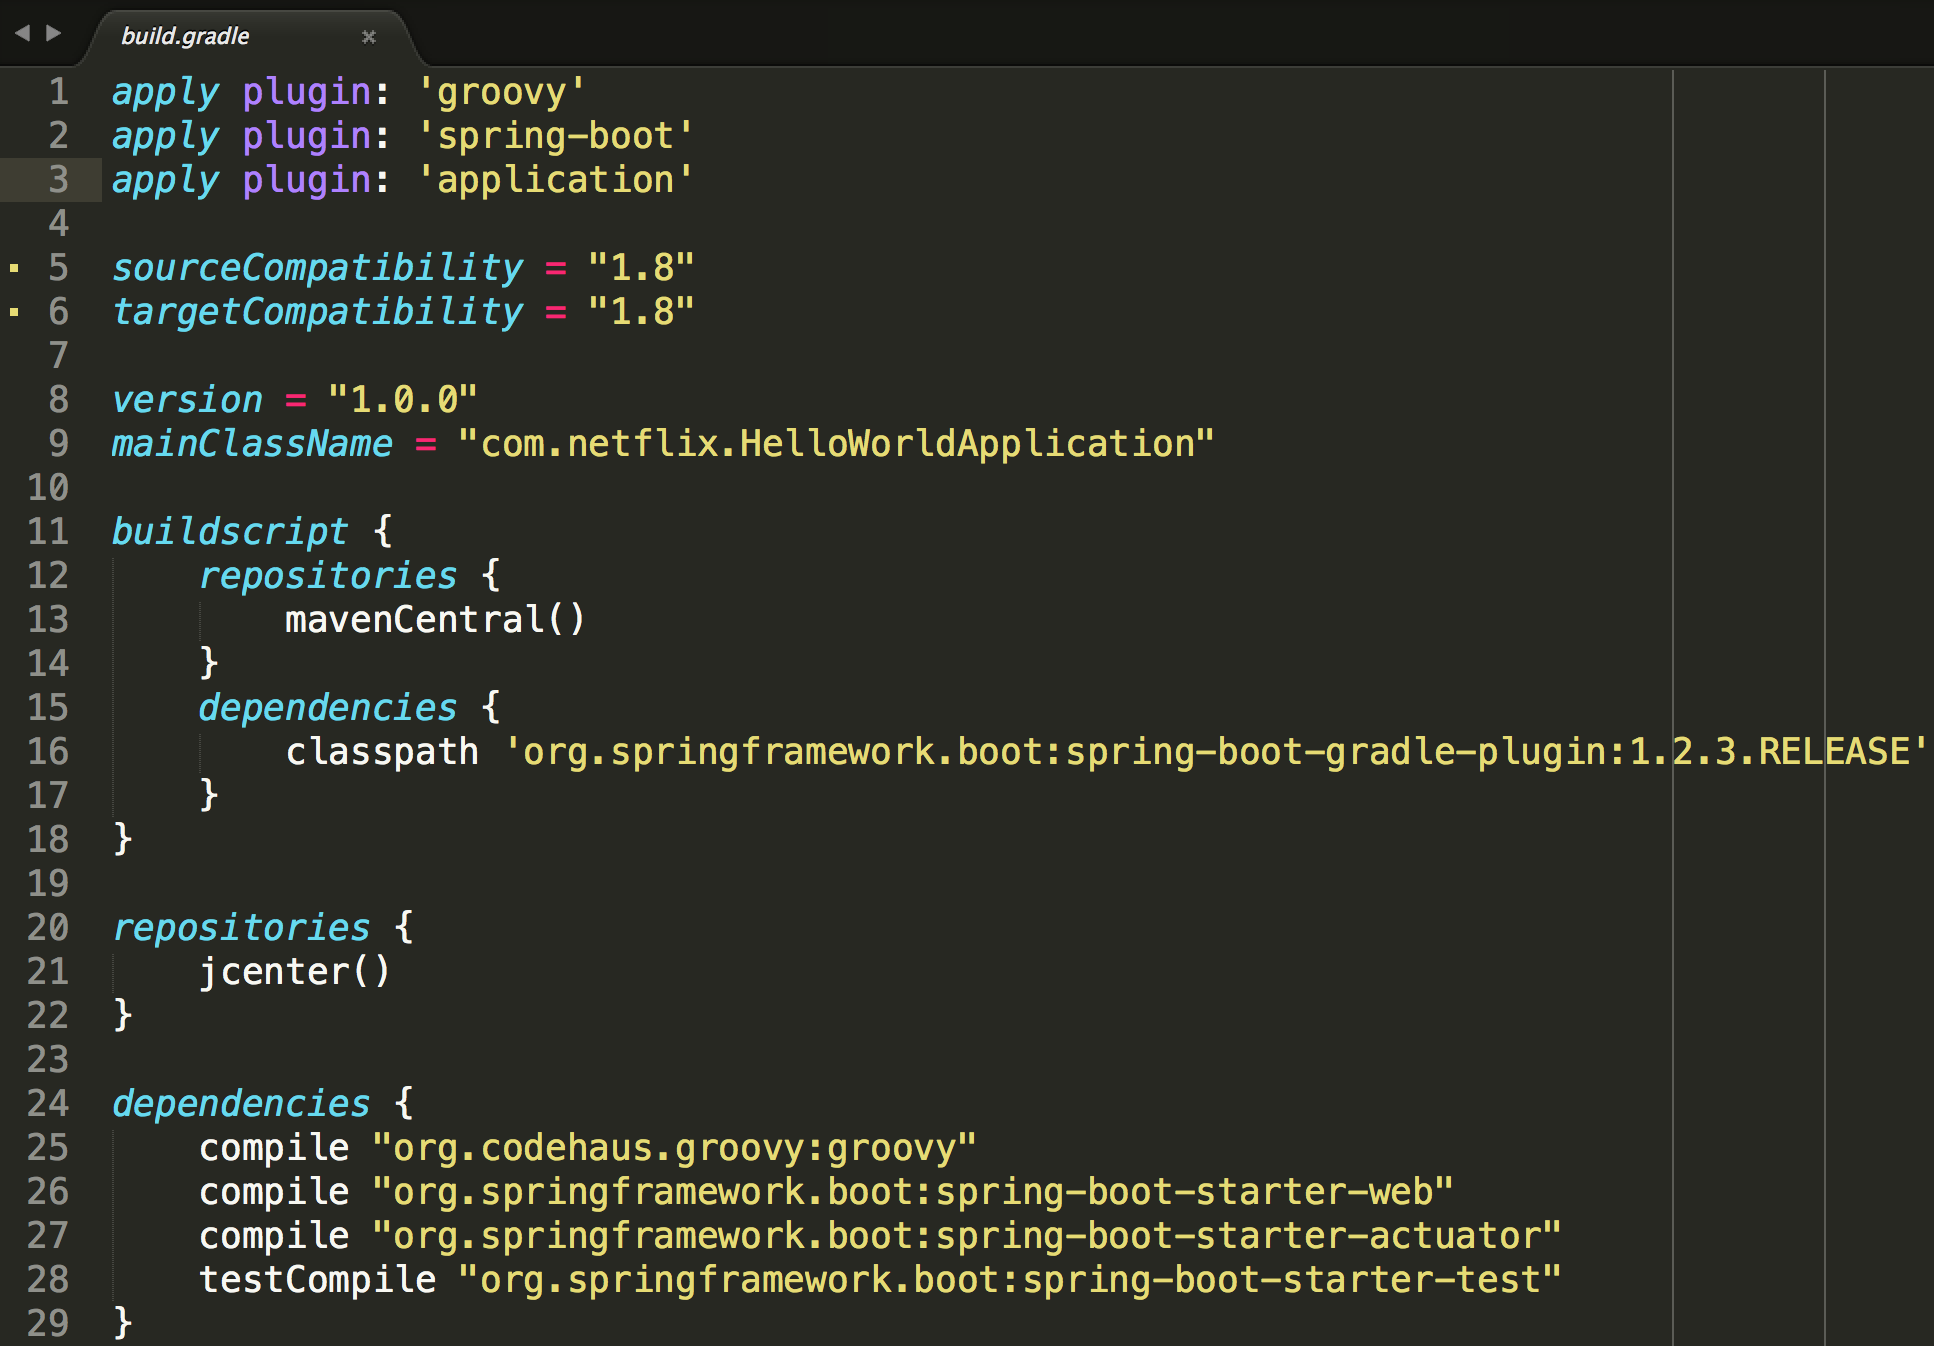 build.gradle
1 apply plugin: 'groovy'
2 apply plugin: 'spring-boot'
3 apply plugin: 'application'
4
5 sourceCompatibility = "1.8"
6 targetCompatibility = "1.8"
7
8 version = "1.0.0"
9 mainClassName = "com.netflix.HelloWorldApplication"
10
11 buildscript {
12     repositories {
13         mavenCentral()
14     }
15     dependencies {
16         classpath 'org.springframework.boot:spring-boot-gradle-plugin:1.2.3.RELEASE'
17     }
18 }
19
20 repositories {
21     jcenter()
22 }
23
24 dependencies {
25     compile "org.codehaus.groovy:groovy"
26     compile "org.springframework.boot:spring-boot-starter-web"
27     compile "org.springframework.boot:spring-boot-starter-actuator"
28     testCompile "org.springframework.boot:spring-boot-starter-test"
29 }